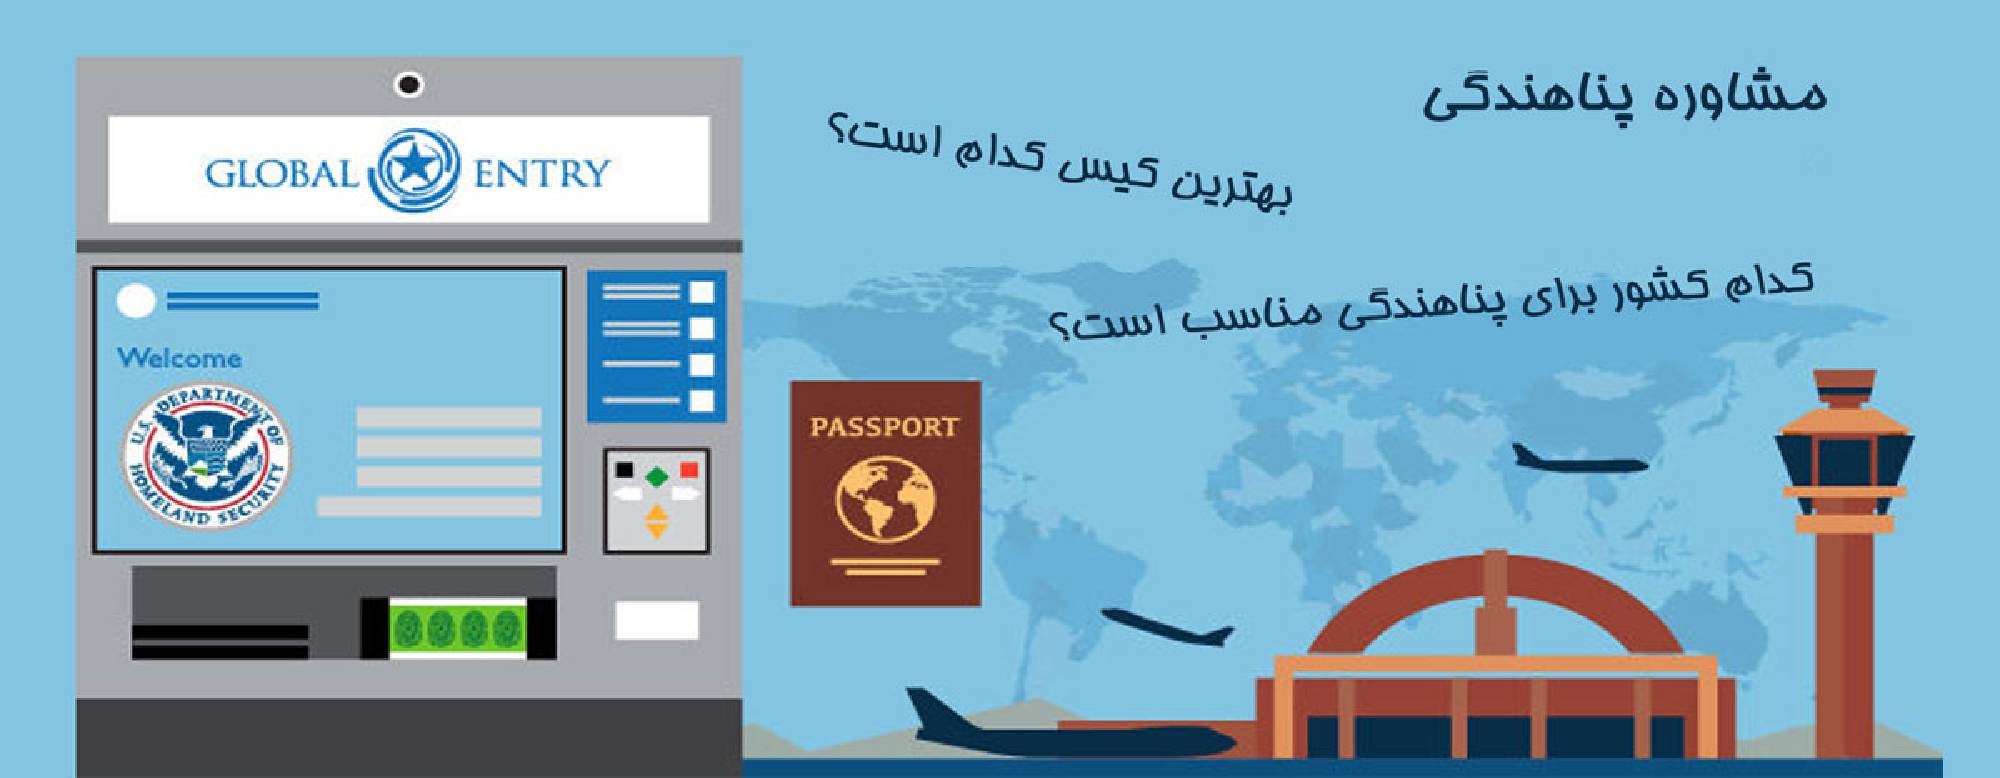 GLOBAL ENTRY
Welcome
U.S. DEPARTMENT OF HOMELAND SECURITY
مشاوره پناهندگی
بهترین کیس کدام است؟
کدام کشور برای پناهندگی مناسب است؟
PASSPORT